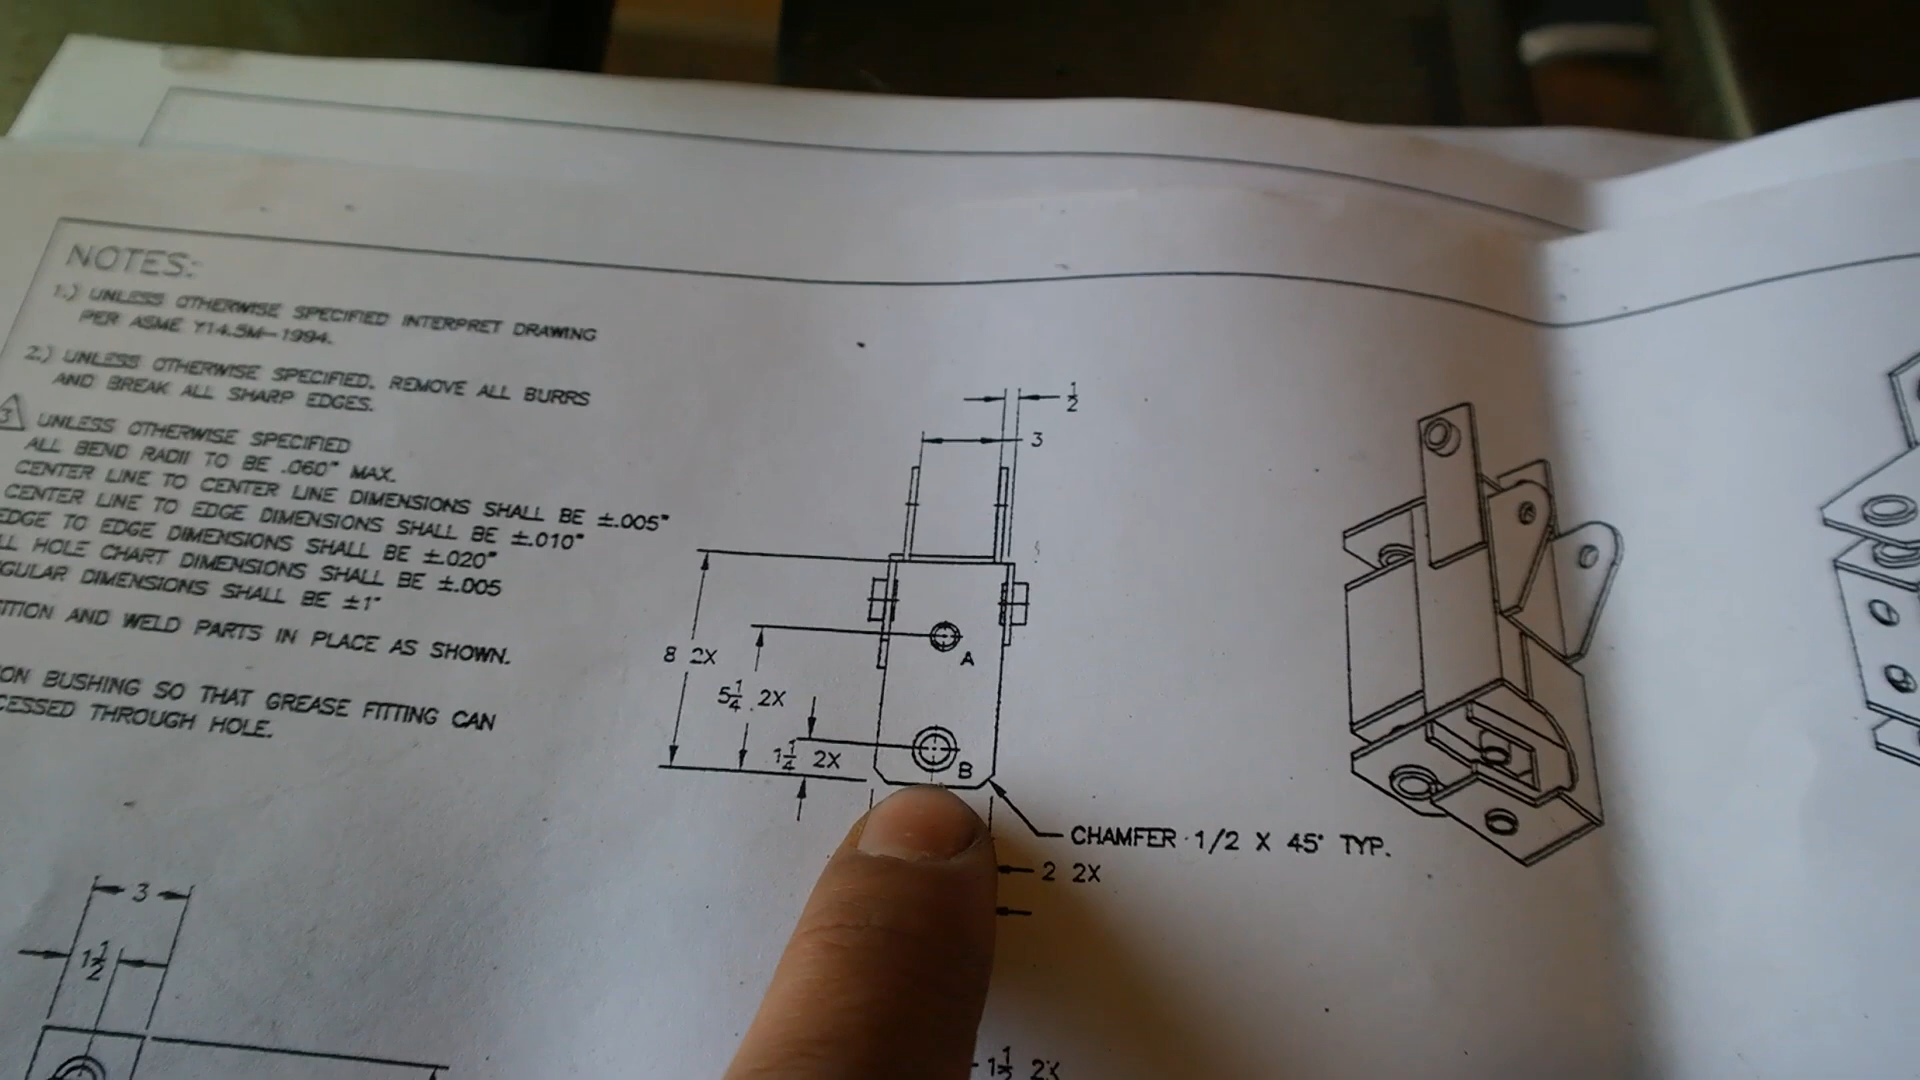 NOTES:
1.) UNLESS OTHERWISE SPECIFIED INTERPRET DRAWING
PER ASME Y14.5M-1994.
2.) UNLESS OTHERWISE SPECIFIED, REMOVE ALL BURRS
AND BREAK ALL SHARP EDGES.
3 UNLESS OTHERWISE SPECIFIED
ALL BEND RADII TO BE .060" MAX.
CENTER LINE TO CENTER LINE DIMENSIONS SHALL BE ±.005"
CENTER LINE TO EDGE DIMENSIONS SHALL BE ±.010"
EDGE TO EDGE DIMENSIONS SHALL BE ±.020"
HOLE CHART DIMENSIONS SHALL BE ±.005
DIMENSIONS SHALL BE ±1°
AND WELD PARTS IN PLACE AS SHOWN.
BUSHING SO THAT GREASE FITTING CAN
THROUGH HOLE.
1/2
3
8 2X
A
5 1/4 2X
1 1/4 2X
B
CHAMFER 1/2 X 45° TYP.
2 2X
3
1 1/2
1 1/2 2X